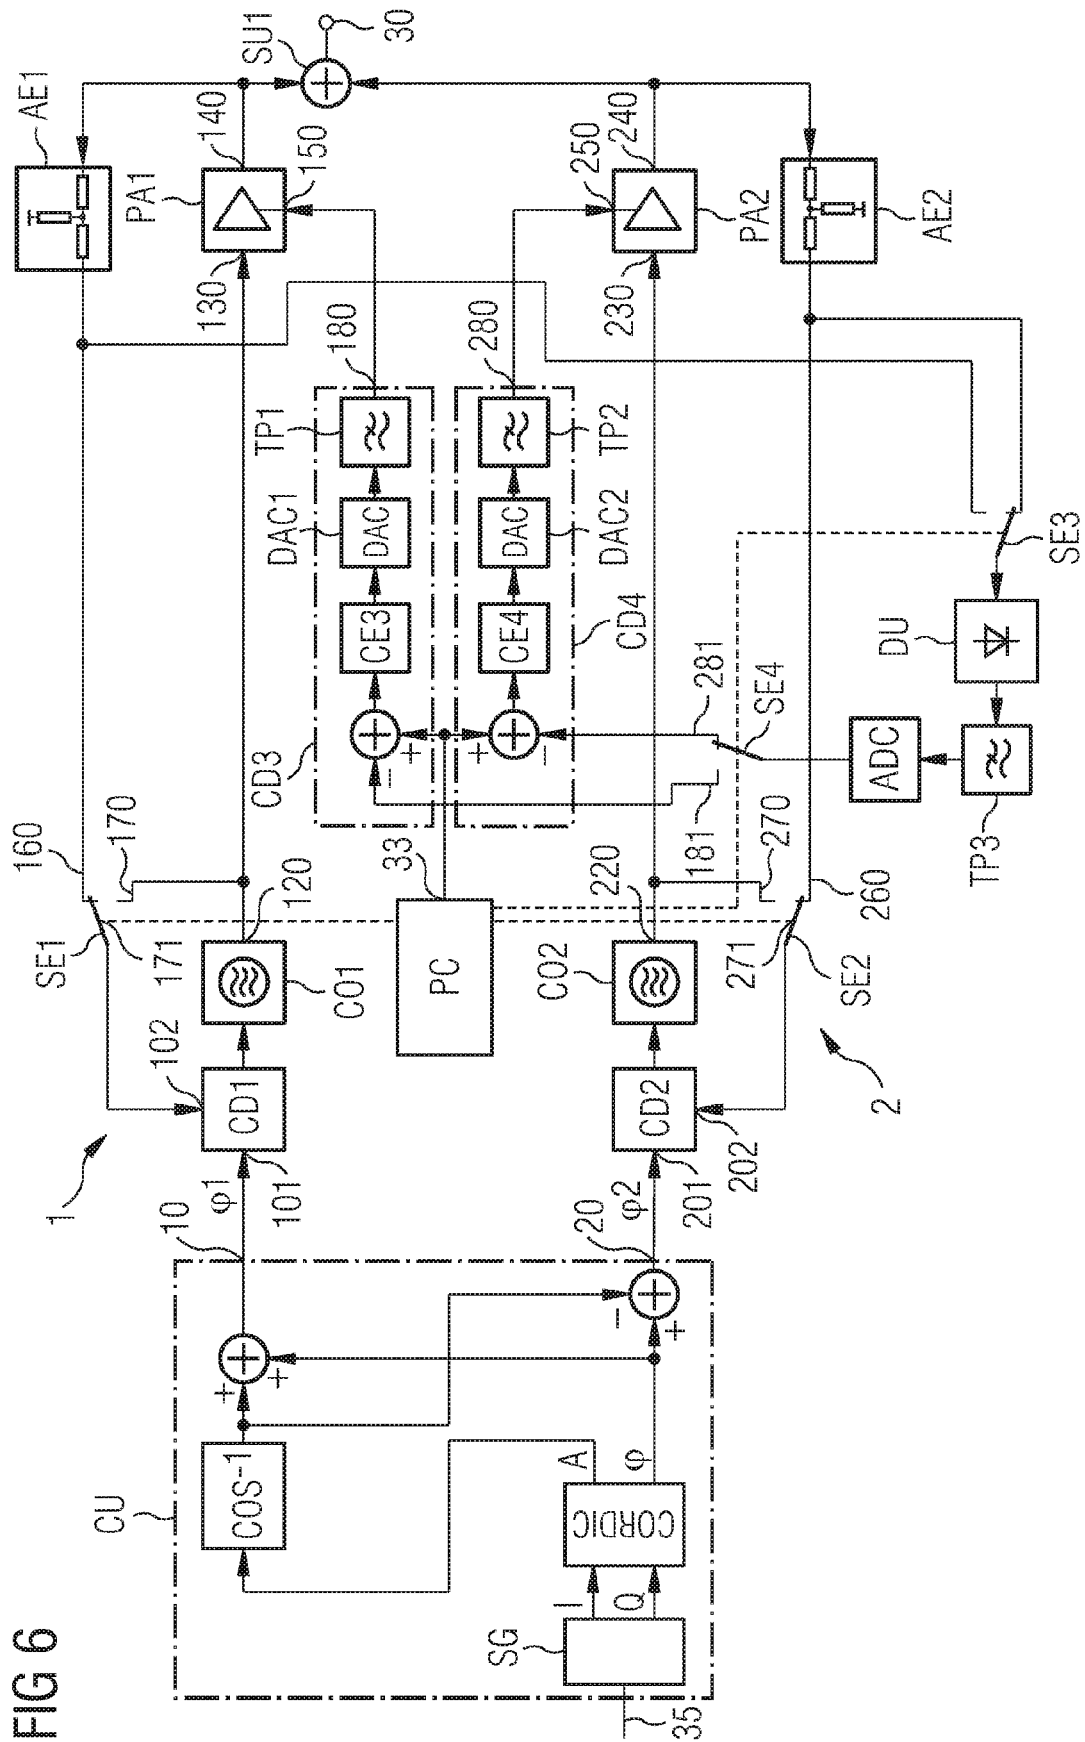 FIG 6
AE1
SU1
30
PA1
140
150
130
160
170
SE1
171
102
120
CO1
1
CD1
101
φ1
10
CU
COS⁻¹
+
+
180
TP1
DAC1
DAC
CE3
CD3
+
−
280
TP2
DAC2
DAC
CE4
CD4
+
−
33
PC
250
240
PA2
230
AE2
281
SE4
181
270
260
SE3
DU
ADC
TP3
220
CO2
271
SE2
2
CD2
202
201
φ2
20
−
+
A
φ
CORDIC
I
Q
SG
35